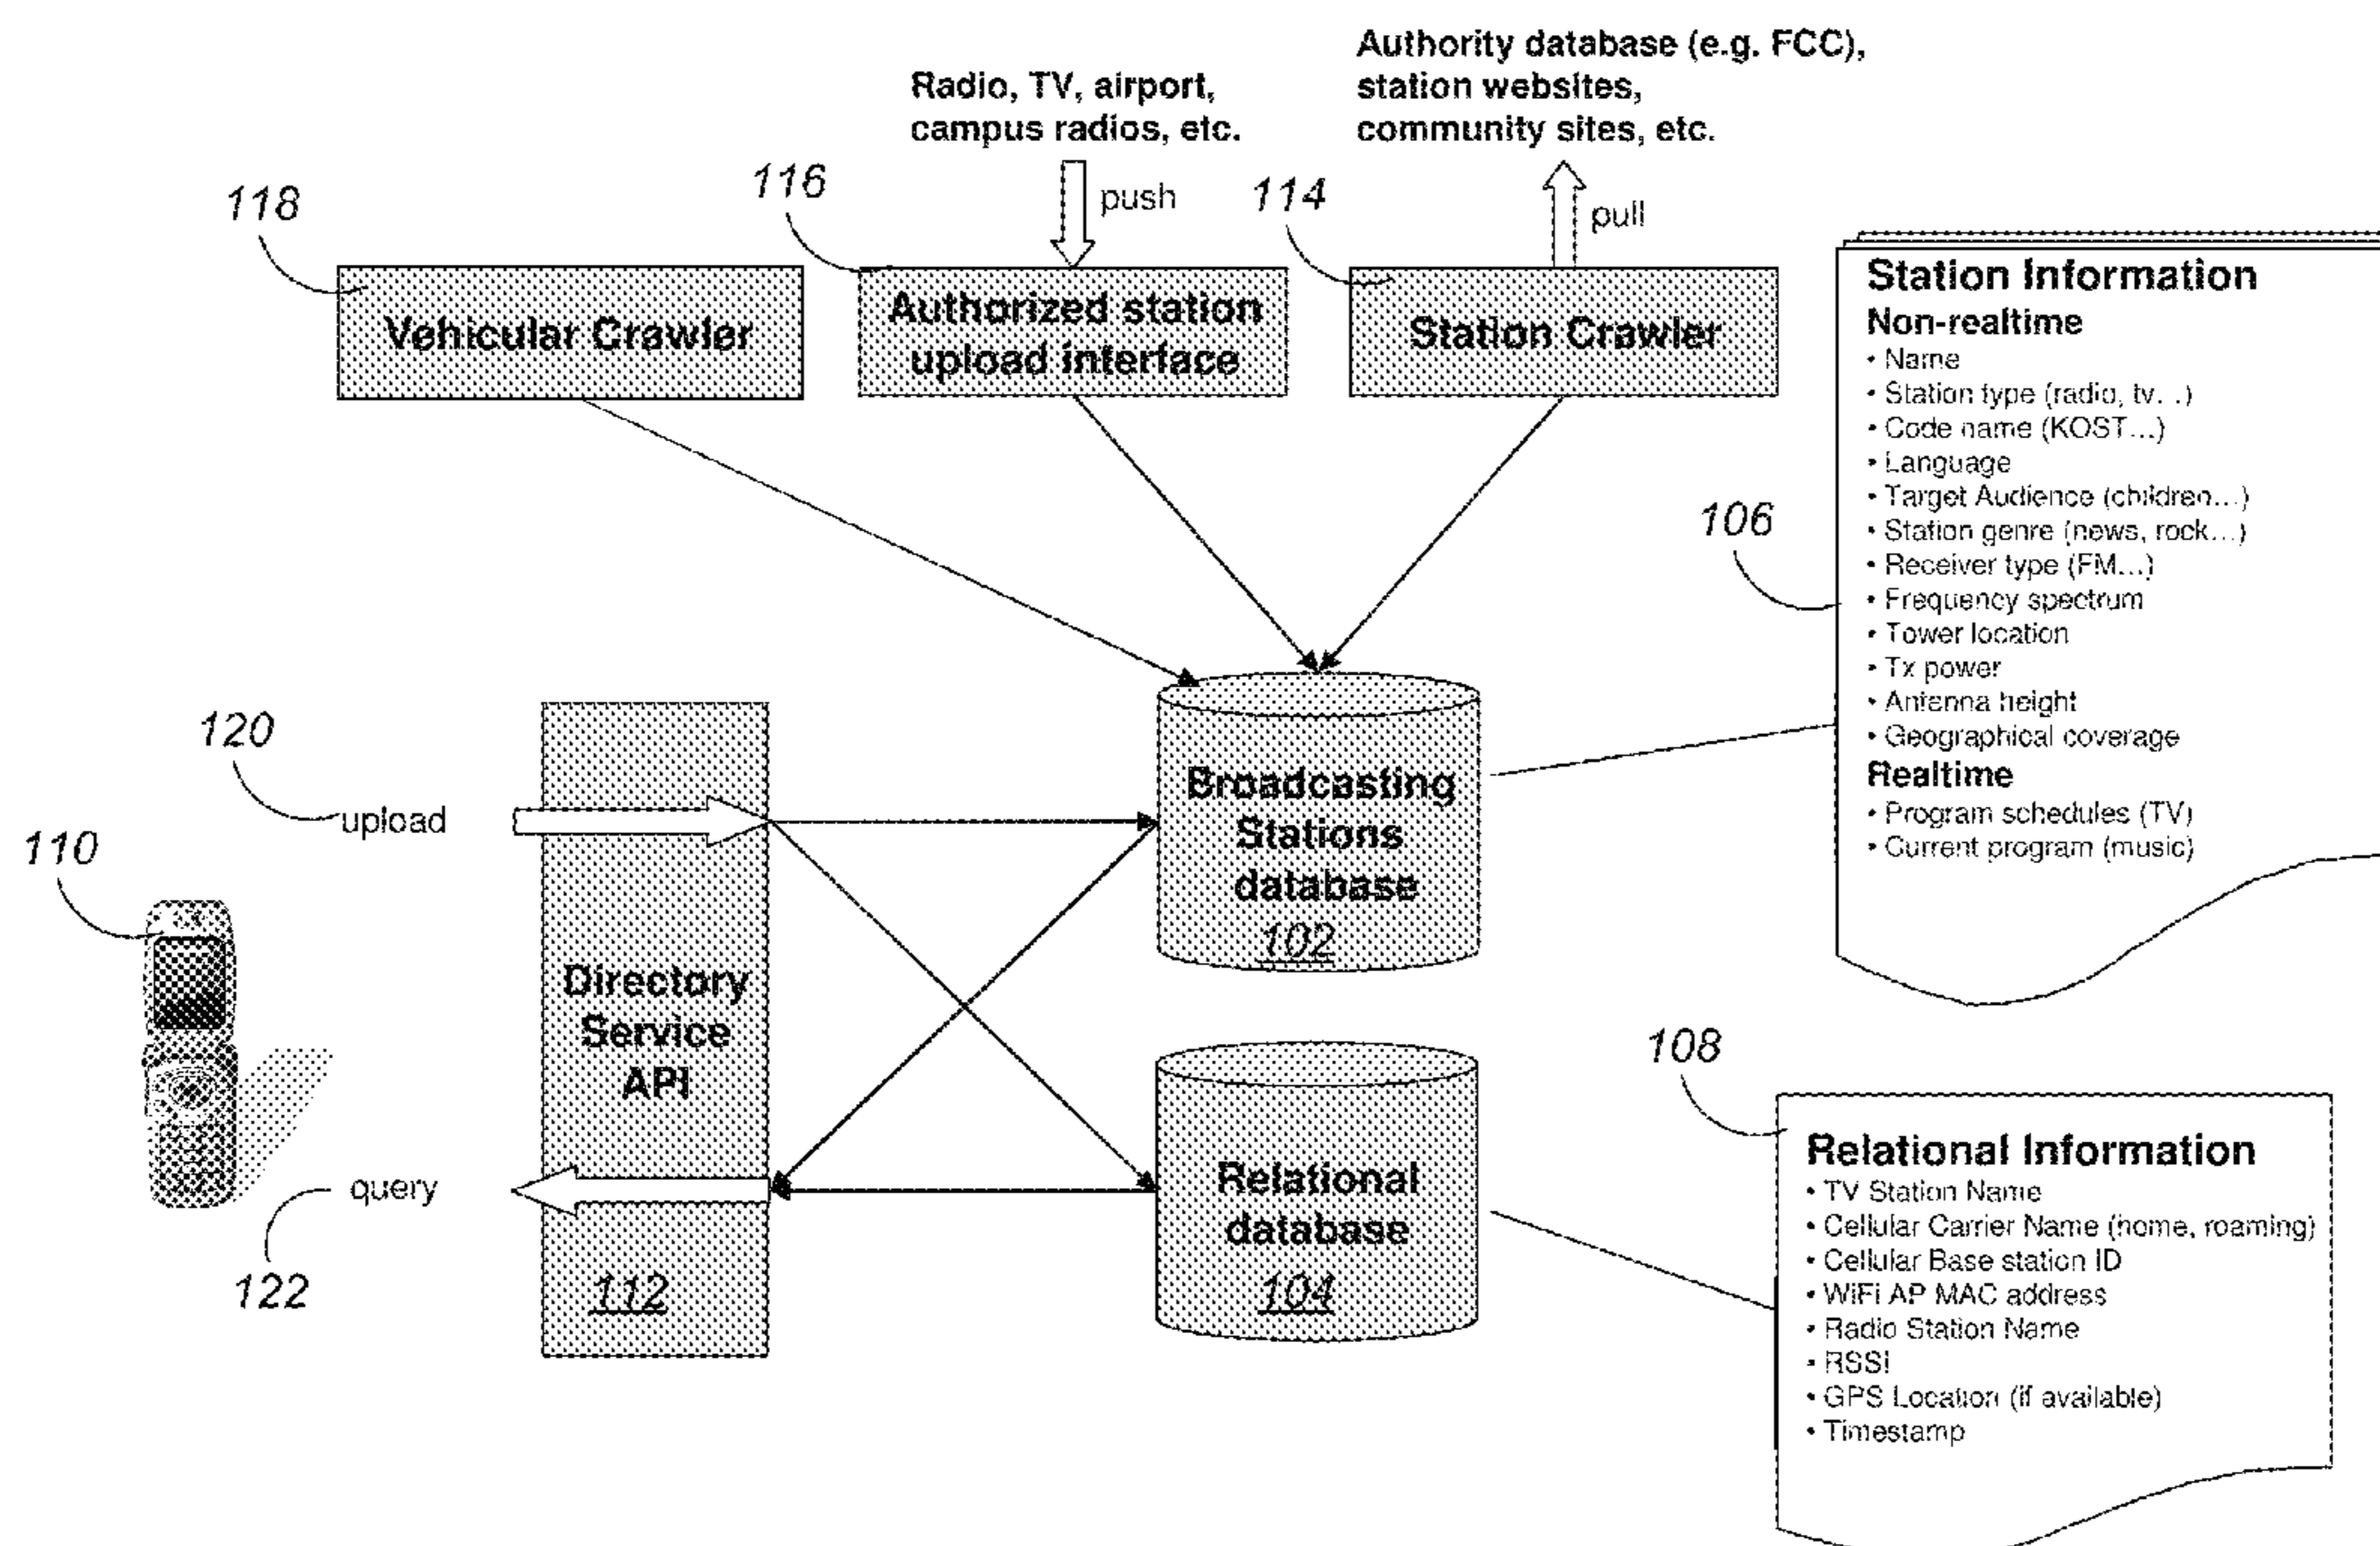 Authority database (e.g. FCC),
station websites,
community sites, etc.
Radio, TV, airport,
campus radios, etc.
118
116
push
114
pull
Vehicular Crawler
Authorized station
upload interface
Station Crawler
Station Information
Non-realtime
• Name
• Station type (radio, tv...)
• Code name (KOST...)
• Language
• Target Audience (children...)
• Station genre (news, rock...)
• Receiver type (FM...)
• Frequency spectrum
• Tower location
• Tx power
• Antenna height
• Geographical coverage
Realtime
• Program schedules (TV)
• Current program (music)
106
120
upload
110
Directory
Service
API
112
query
122
Broadcasting
Stations
database
102
Relational
database
104
108
Relational Information
• TV Station Name
• Cellular Carrier Name (home, roaming)
• Cellular Base station ID
• WiFi AP MAC address
• Radio Station Name
• RSSI
• GPS Location (if available)
• Timestamp